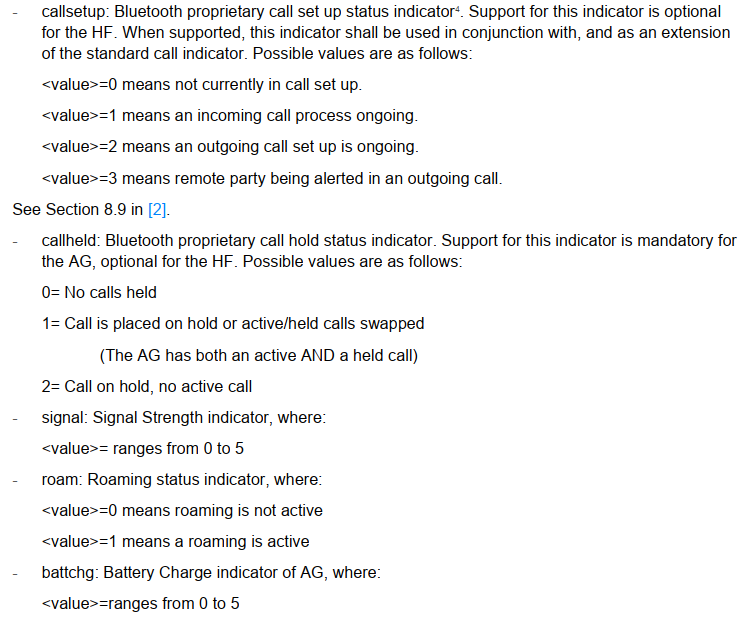 - callsetup: Bluetooth proprietary call set up status indicator⁴. Support for this indicator is optional
for the HF. When supported, this indicator shall be used in conjunction with, and as an extension
of the standard call indicator. Possible values are as follows:
<value>=0 means not currently in call set up.
<value>=1 means an incoming call process ongoing.
<value>=2 means an outgoing call set up is ongoing.
<value>=3 means remote party being alerted in an outgoing call.
See Section 8.9 in [2].
- callheld: Bluetooth proprietary call hold status indicator. Support for this indicator is mandatory for
the AG, optional for the HF. Possible values are as follows:
0= No calls held
1= Call is placed on hold or active/held calls swapped
(The AG has both an active AND a held call)
2= Call on hold, no active call
- signal: Signal Strength indicator, where:
<value>= ranges from 0 to 5
- roam: Roaming status indicator, where:
<value>=0 means roaming is not active
<value>=1 means a roaming is active
- battchg: Battery Charge indicator of AG, where:
<value>=ranges from 0 to 5